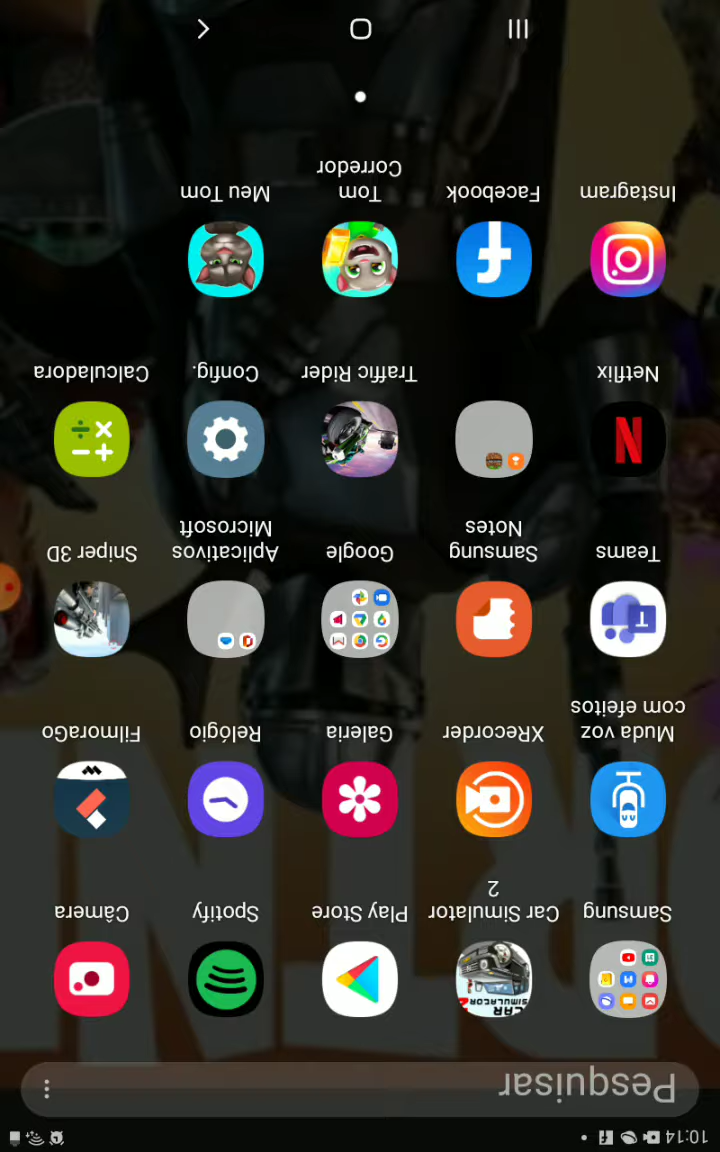 10:14
Pesquisar
Samsung
Car Simulator
2
Play Store
Spotify
Câmera
Muda voz
com efeitos
XRecorder
Galeria
Relógio
FilmoraGo
Teams
Samsung
Notes
Google
Aplicativos
Microsoft
Sniper 3D
Netflix
Traffic Rider
Config.
Calculadora
Instagram
Facebook
Tom
Corredor
Meu Tom